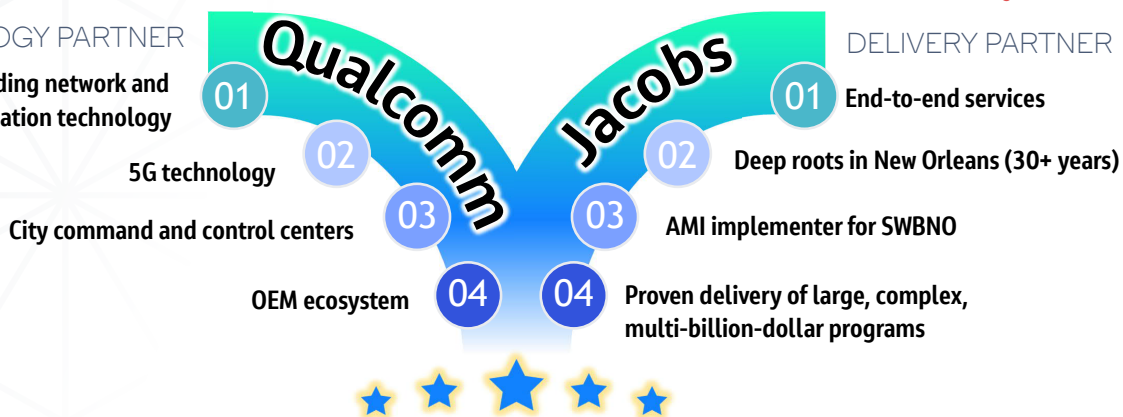 OGY PARTNER
Qualcomm
01
ding network and
ation technology
02
5G technology
03
City command and control centers
04
OEM ecosystem
DELIVERY PARTNER
Jacobs
01
End-to-end services
02
Deep roots in New Orleans (30+ years)
03
AMI implementer for SWBNO
04
Proven delivery of large, complex,
multi-billion-dollar programs